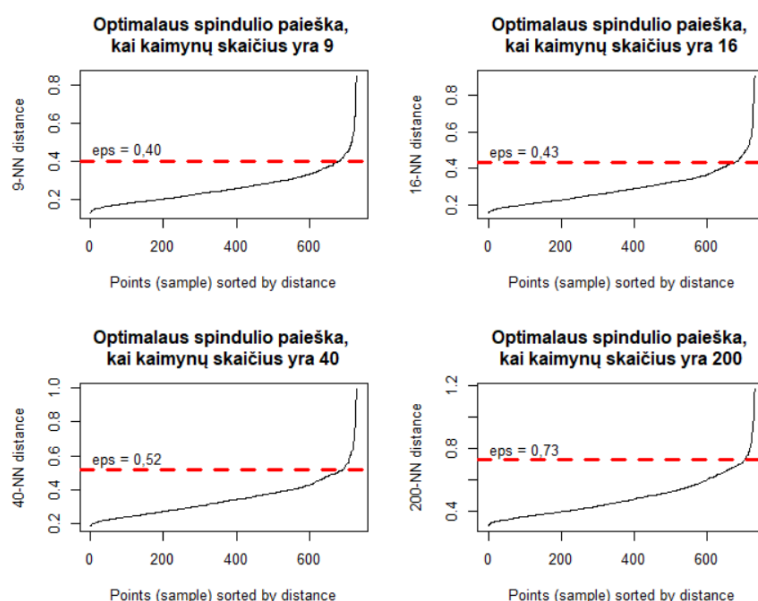 Optimalaus spindulio paieška,
kai kaimynų skaičius yra 9
9-NN distance
0.2 0.4 0.6 0.8
eps = 0,40
0 200 400 600
Points (sample) sorted by distance
Optimalaus spindulio paieška,
kai kaimynų skaičius yra 16
16-NN distance
0.2 0.4 0.6 0.8
eps = 0,43
0 200 400 600
Points (sample) sorted by distance
Optimalaus spindulio paieška,
kai kaimynų skaičius yra 40
40-NN distance
0.2 0.4 0.6 0.8 1.0
eps = 0,52
0 200 400 600
Points (sample) sorted by distance
Optimalaus spindulio paieška,
kai kaimynų skaičius yra 200
200-NN distance
0.4 0.8 1.2
eps = 0,73
0 200 400 600
Points (sample) sorted by distance